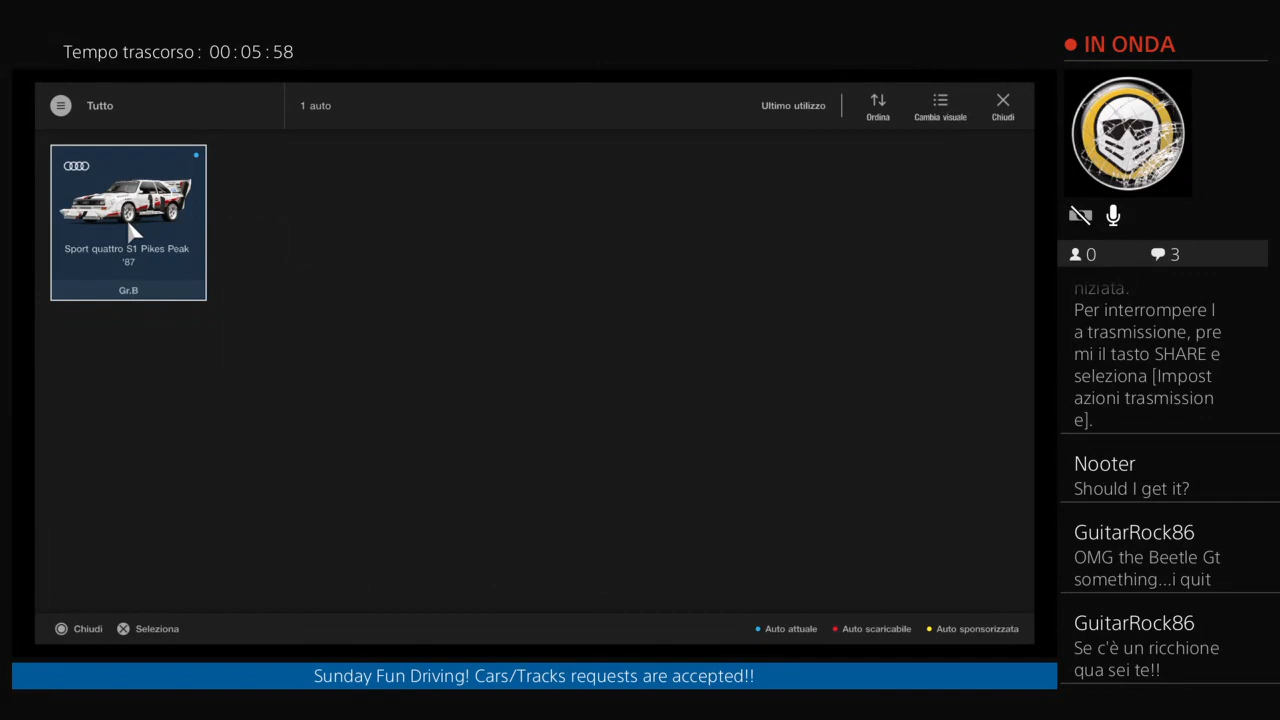 Tempo trascorso: 00:05:58
IN ONDA
Tutto
1 auto
Ultimo utilizzo
Ordina
Cambia visuale
Chiudi
Sport quattro S1 Pikes Peak
'87
Gr.B
0
3
niziata.
Per interrompere l
a trasmissione, pre
mi il tasto SHARE e
seleziona [Impost
azioni trasmission
e].
Nooter
Should I get it?
GuitarRock86
OMG the Beetle Gt
something...i quit
GuitarRock86
Se c'è un ricchione
qua sei te!!
Chiudi
Seleziona
Auto attuale
Auto scaricabile
Auto sponsorizzata
Sunday Fun Driving! Cars/Tracks requests are accepted!!